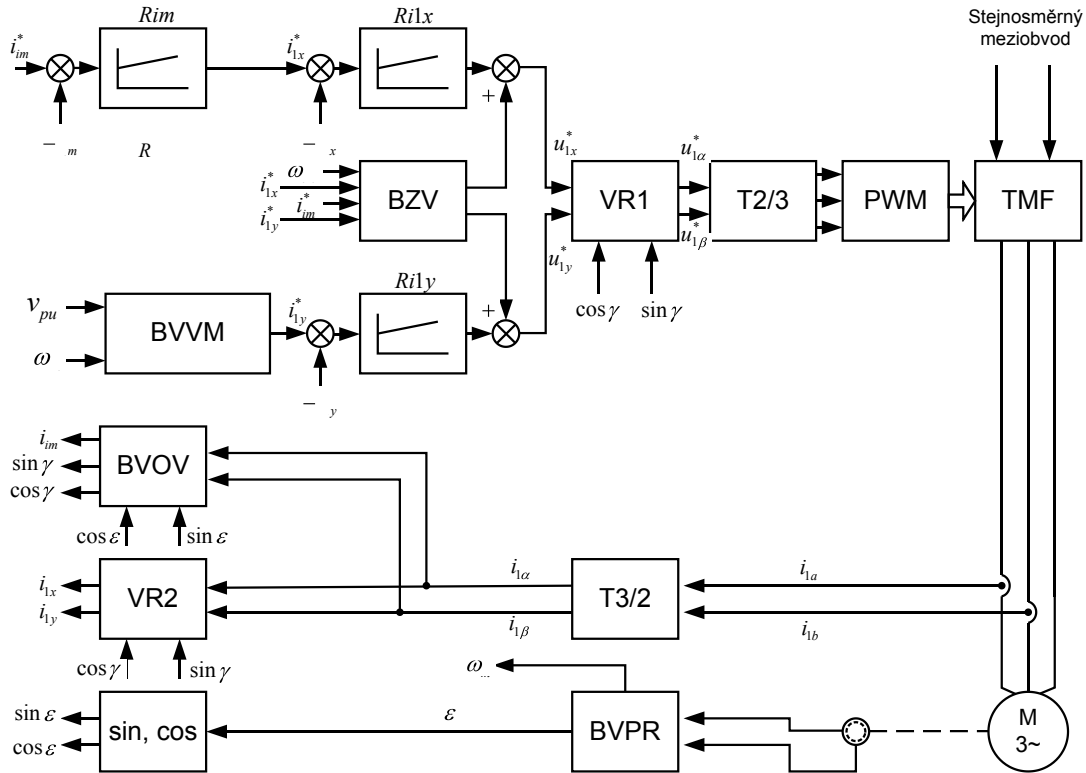 Rim
Ri1x
Stejnosměrný
meziobvod
i*im
i*1x
− m
R
− x
+
u*1x
u*1α
ω
i*1x
i*im
i*1y
BZV
VR1
T2/3
PWM
TMF
u*1β
u*1y
cos γ
sin γ
Ri1y
+
vpu
ω
BVVM
i*1y
− y
iim
sin γ
cos γ
BVOV
cos ε
sin ε
i1x
i1y
VR2
i1α
i1β
T3/2
i1a
i1b
cos γ
sin γ
ω...
sin ε
cos ε
sin, cos
ε
BVPR
M
3~